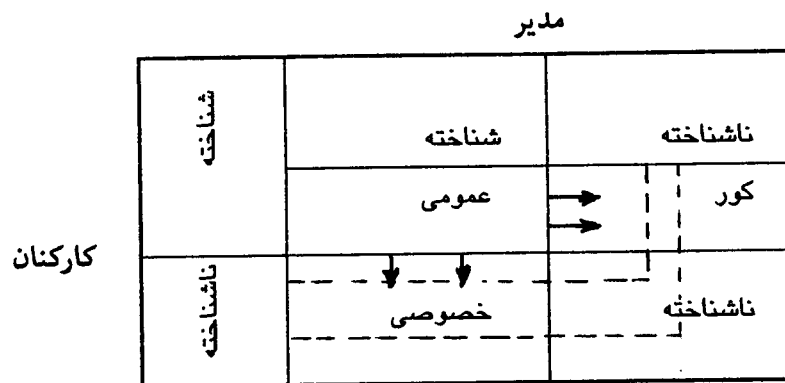 مدیر
شناخته
ناشناخته
شناخته
عمومی
کور
کارکنان
ناشناخته
خصوصی
ناشناخته